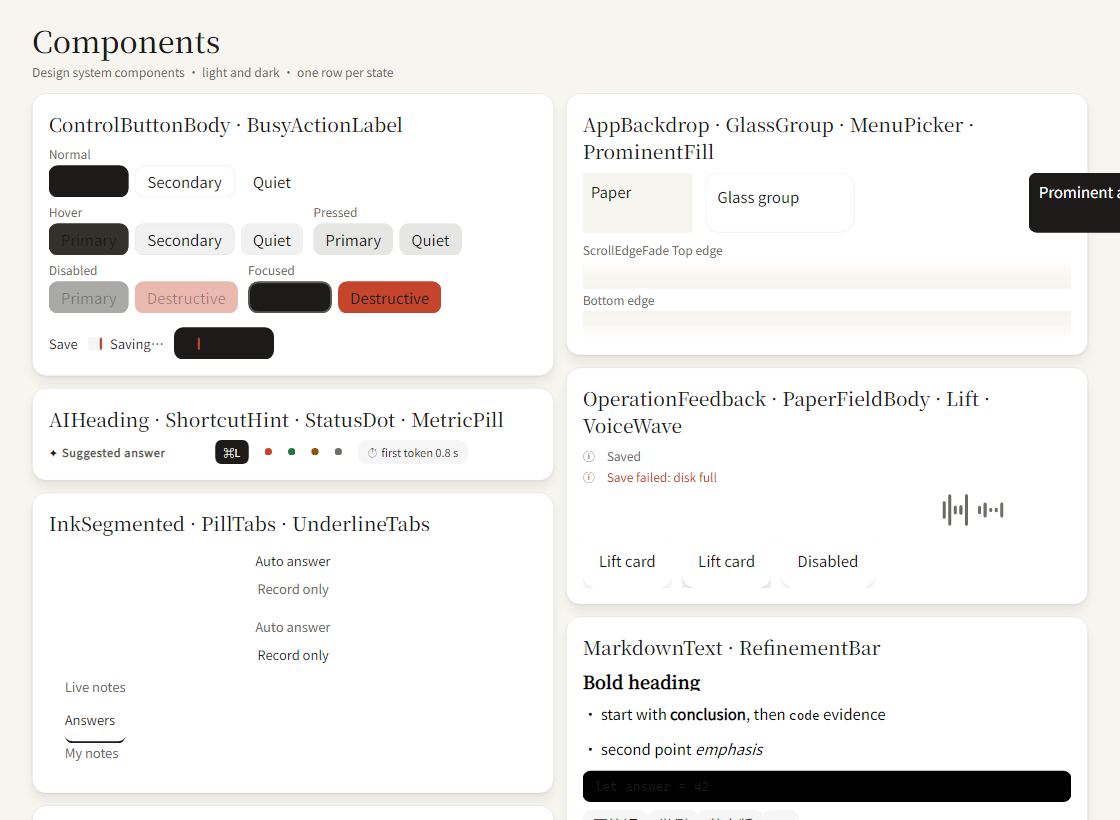 Components
Design system components • light and dark • one row per state
ControlButtonBody · BusyActionLabel
Normal
Secondary Quiet
Hover Pressed
Primary Secondary Quiet Primary Quiet
Disabled Focused
Primary Destructive Destructive
Save Saving···
AIHeading · ShortcutHint · StatusDot · MetricPill
✦ Suggested answer ⌘L ⏱ first token 0.8 s
InkSegmented · PillTabs · UnderlineTabs
Auto answer
Record only
Auto answer
Record only
Live notes
Answers
My notes
AppBackdrop · GlassGroup · MenuPicker ·
ProminentFill
Paper Glass group Prominent a
ScrollEdgeFade Top edge
Bottom edge
OperationFeedback · PaperFieldBody · Lift ·
VoiceWave
Saved
Save failed: disk full
Lift card Lift card Disabled
MarkdownText · RefinementBar
Bold heading
• start with conclusion, then code evidence
• second point emphasis
let answer = 42